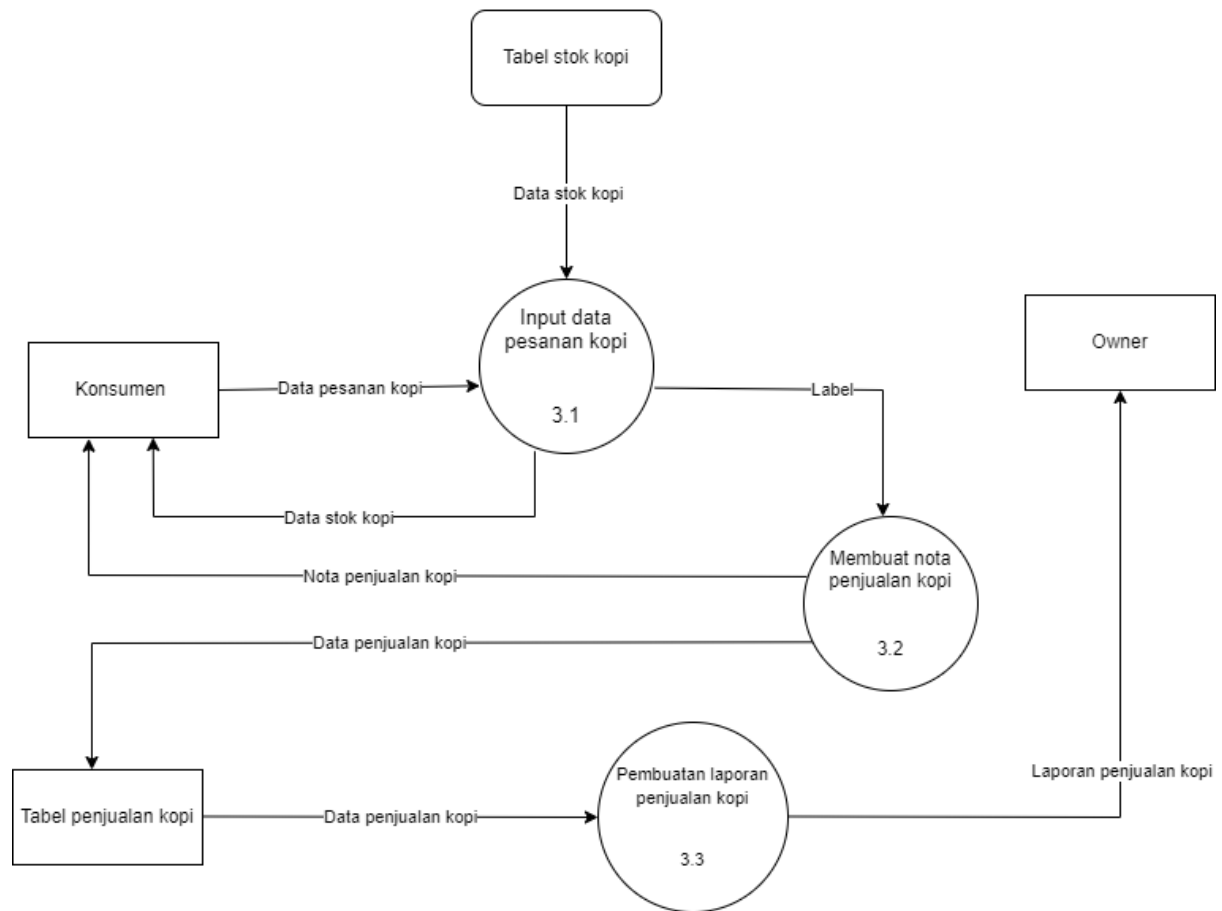 Tabel stok kopi
Data stok kopi
Input data
pesanan kopi
3.1
Owner
Konsumen
Data pesanan kopi
Label
Data stok kopi
Membuat nota
penjualan kopi
3.2
Nota penjualan kopi
Data penjualan kopi
Pembuatan laporan
penjualan kopi
3.3
Laporan penjualan kopi
Tabel penjualan kopi
Data penjualan kopi